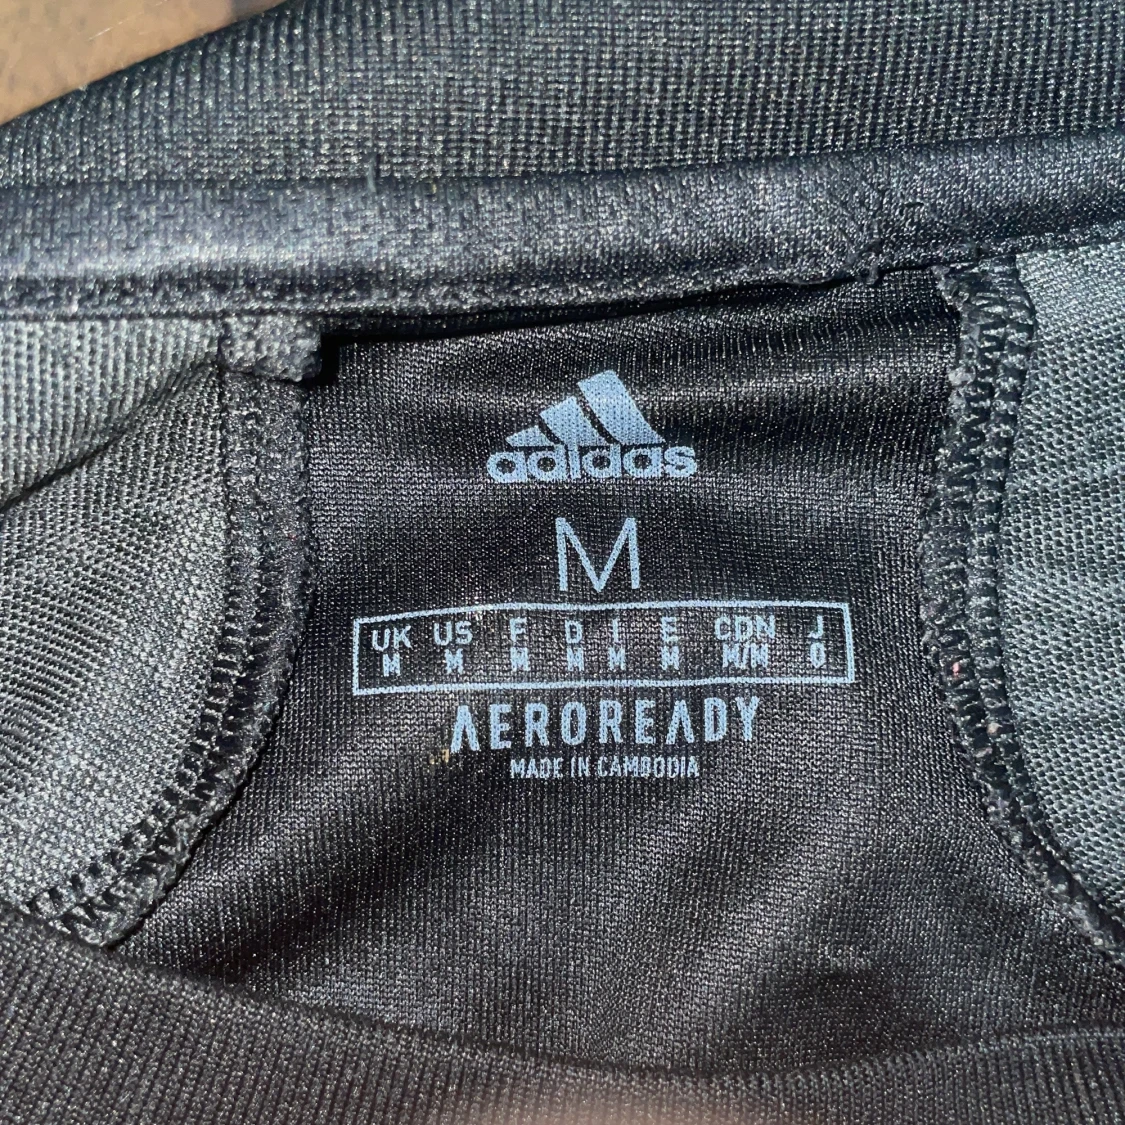 adidas
M
UK US F D I E CDN J
M M M M M M M/M O
AEROREADY
MADE IN CAMBODIA